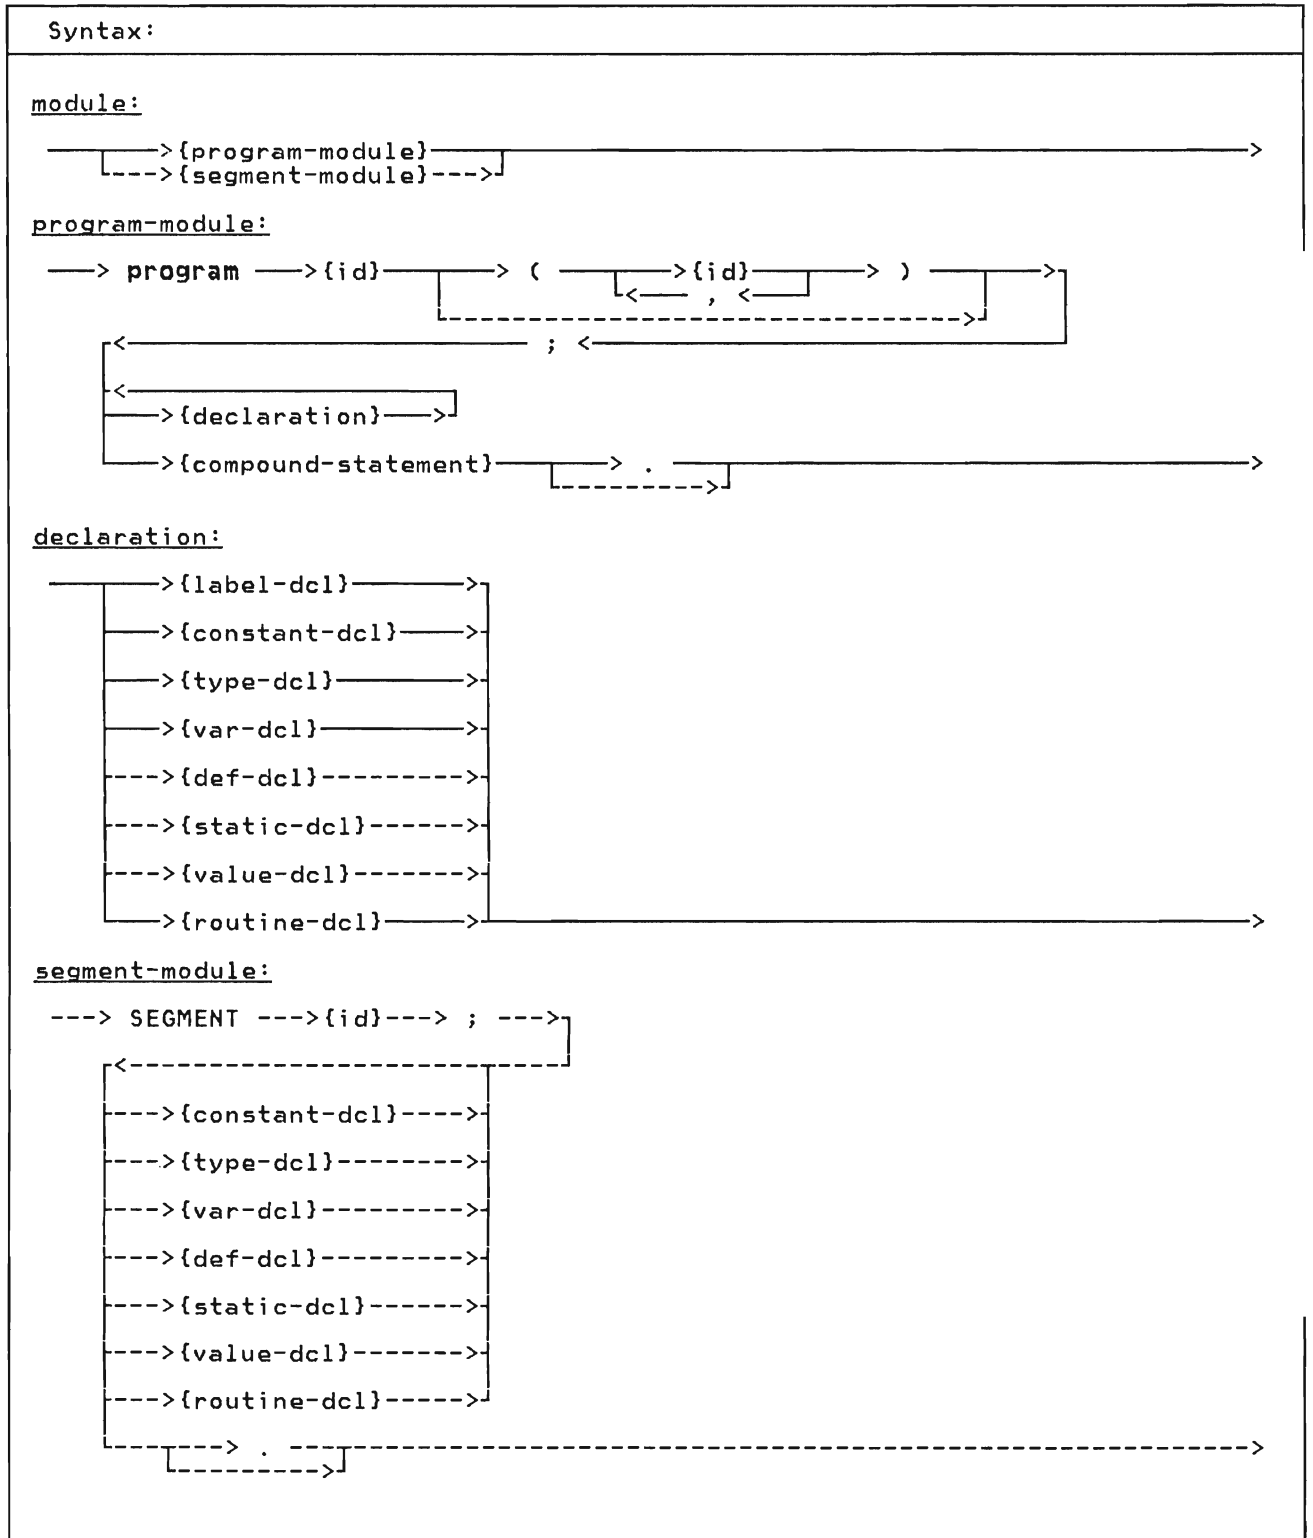 Syntax:
module:
{program-module}
{segment-module}
program-module:
program {id} ( {id} )
,
;
{declaration}
{compound-statement} .
declaration:
{label-dcl}
{constant-dcl}
{type-dcl}
{var-dcl}
{def-dcl}
{static-dcl}
{value-dcl}
{routine-dcl}
segment-module:
SEGMENT {id} ;
{constant-dcl}
{type-dcl}
{var-dcl}
{def-dcl}
{static-dcl}
{value-dcl}
{routine-dcl}
.